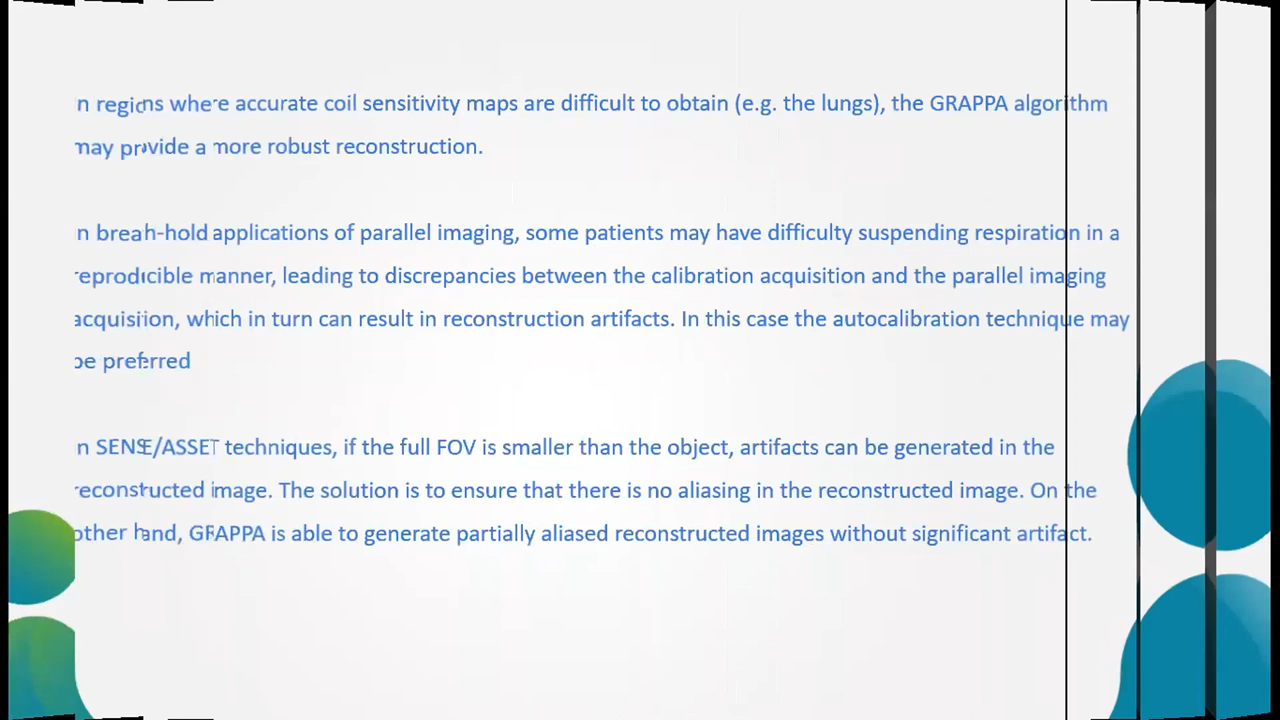 n regions where accurate coil sensitivity maps are difficult to obtain (e.g. the lungs), the GRAPPA algorithm
may provide a more robust reconstruction.
n breah-hold applications of parallel imaging, some patients may have difficulty suspending respiration in a
reproducible manner, leading to discrepancies between the calibration acquisition and the parallel imaging
acquisition, which in turn can result in reconstruction artifacts. In this case the autocalibration technique may
be preferred
n SENSE/ASSET techniques, if the full FOV is smaller than the object, artifacts can be generated in the
reconstructed image. The solution is to ensure that there is no aliasing in the reconstructed image. On the
other hand, GRAPPA is able to generate partially aliased reconstructed images without significant artifact.